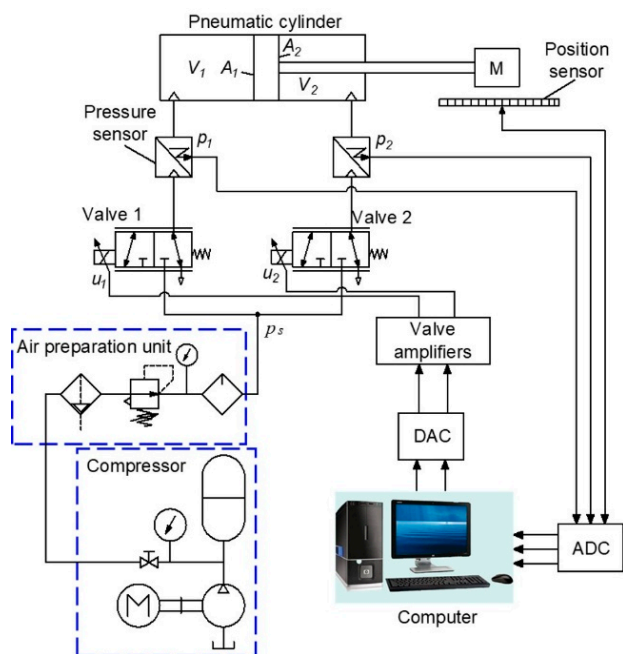 Pneumatic cylinder
A2
V1
A1
V2
M
Position
sensor
Pressure
sensor
p1
p2
Valve 1
Valve 2
u1
u2
ps
Air preparation unit
Valve
amplifiers
DAC
Compressor
M
ADC
Computer